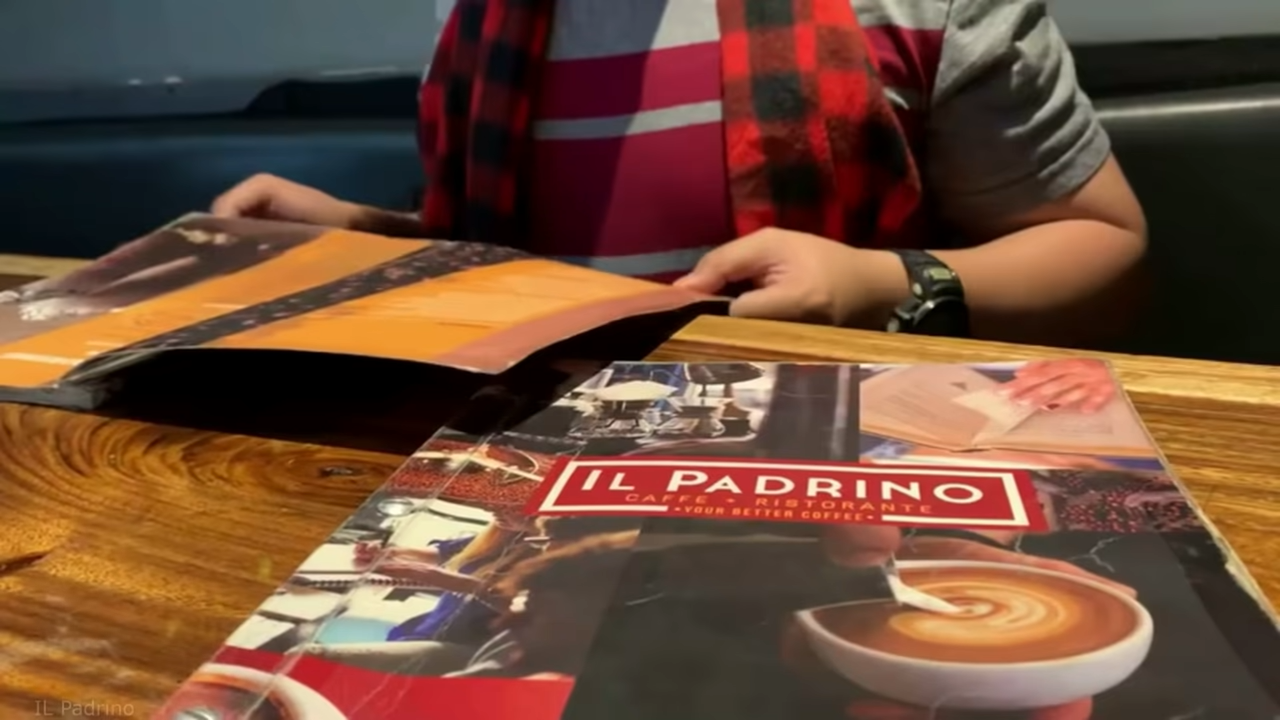 IL PADRINO
CAFFE • RISTORANTE
•YOUR BETTER COFFEE•
IL Padrino